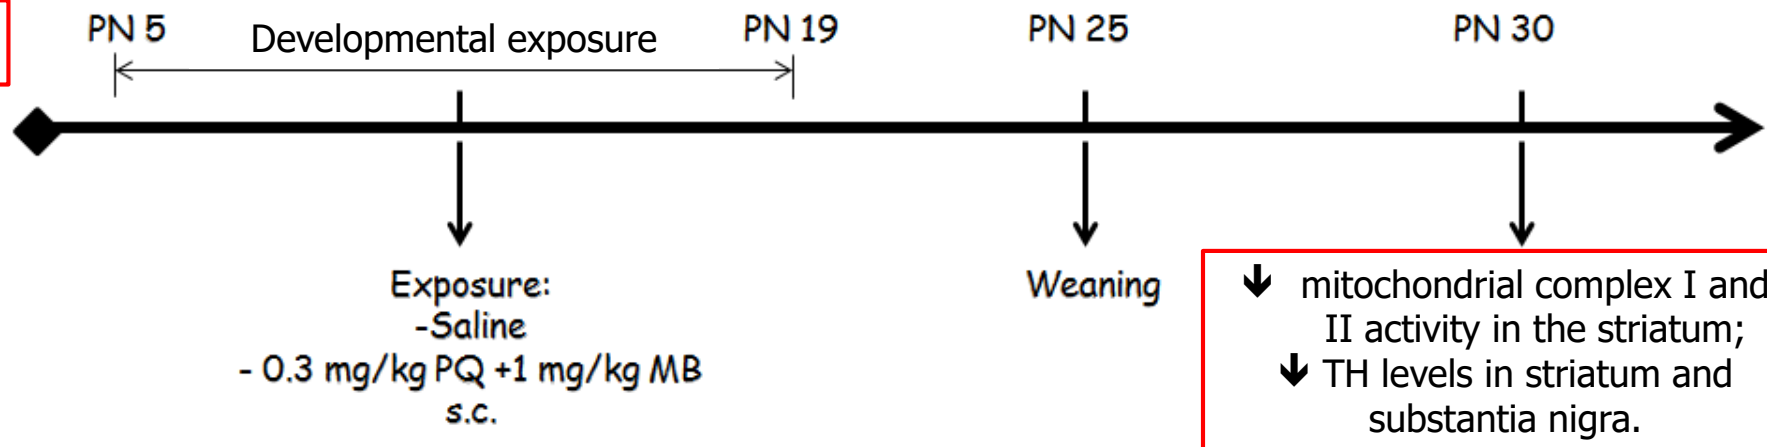 PN 5
Developmental exposure
PN 19
PN 25
PN 30
Exposure:
-Saline
- 0.3 mg/kg PQ +1 mg/kg MB
s.c.
Weaning
🡫 mitochondrial complex I and
II activity in the striatum;
🡫 TH levels in striatum and
substantia nigra.